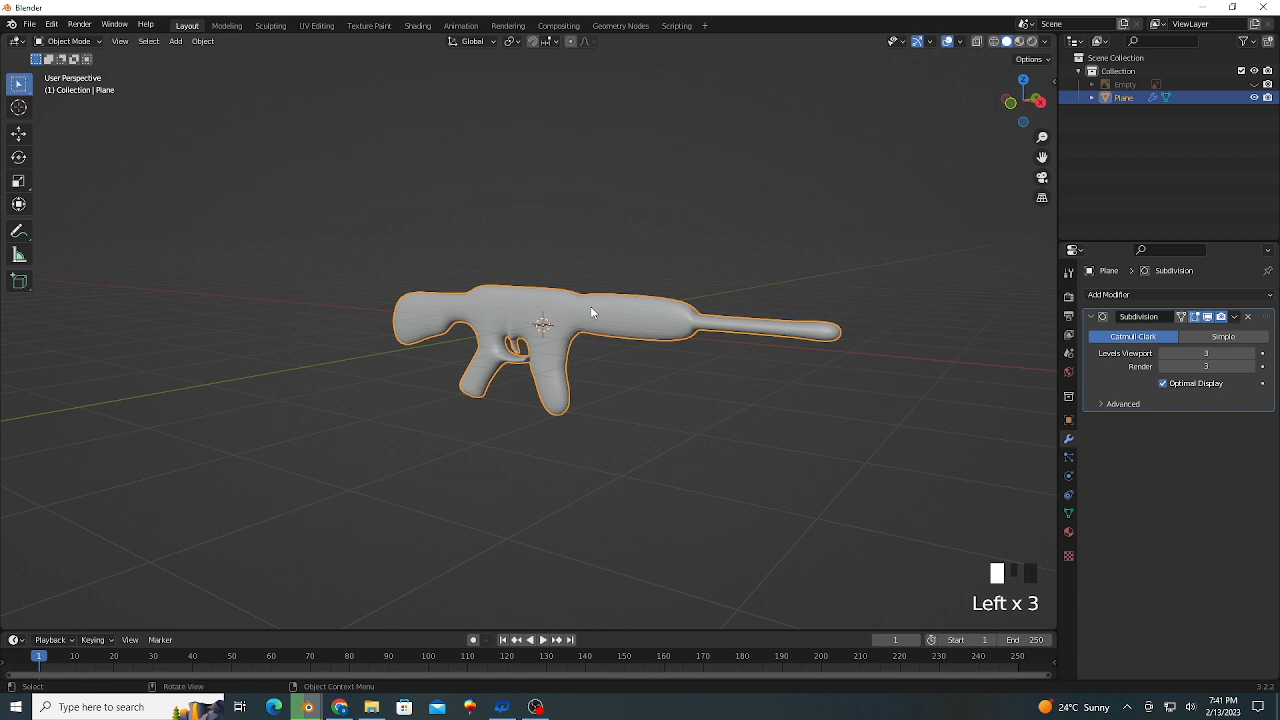 Blender
File Edit Render Window Help
Layout Modeling Sculpting UV Editing Texture Paint Shading Animation Rendering Compositing Geometry Nodes Scripting +
Scene
ViewLayer
Object Mode View Select Add Object
Global
Options
User Perspective
(1) Collection | Plane
Z
X
Scene Collection
Collection
Empty
Plane
Plane > Subdivision
Add Modifier
Subdivision
Catmull-Clark Simple
Levels Viewport 3
Render 3
Optimal Display
Advanced
Left x 3
Playback Keying View Marker
1 Start 1 End 250
1 10 20 30 40 50 60 70 80 90 100 110 120 130 140 150 160 170 180 190 200 210 220 230 240 250
Select Rotate View Object Context Menu
3.2.2
Type here to search
24°C Sunny
7:41 PM
2/13/2023